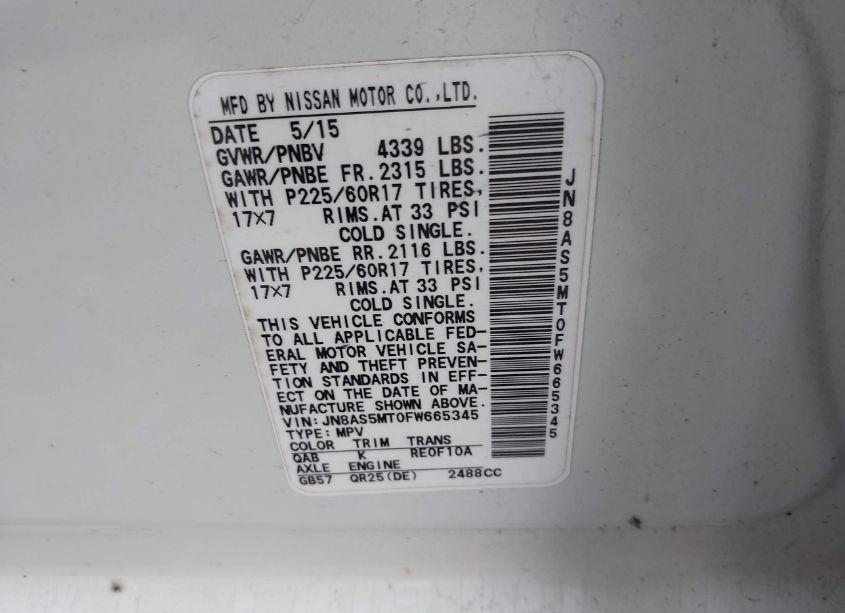 MFD BY NISSAN MOTOR CO.,LTD.
DATE 5/15
GVWR/PNBV 4339 LBS.
GAWR/PNBE FR.2315 LBS.
WITH P225/60R17 TIRES,
17×7 RIMS.AT 33 PSI
COLD SINGLE.
GAWR/PNBE RR.2116 LBS.
WITH P225/60R17 TIRES,
17×7 RIMS.AT 33 PSI
COLD SINGLE.
THIS VEHICLE CONFORMS
TO ALL APPLICABLE FED-
ERAL MOTOR VEHICLE SA-
FETY AND THEFT PREVEN-
TION STANDARDS IN EFF-
ECT ON THE DATE OF MA-
NUFACTURE SHOWN ABOVE.
VIN:JN8AS5MT0FW665345
TYPE:MPV
COLOR TRIM TRANS
QAB K RE0F10A
AXLE ENGINE
GB57 QR25(DE) 2488CC
JN8AS5MT0FW665345